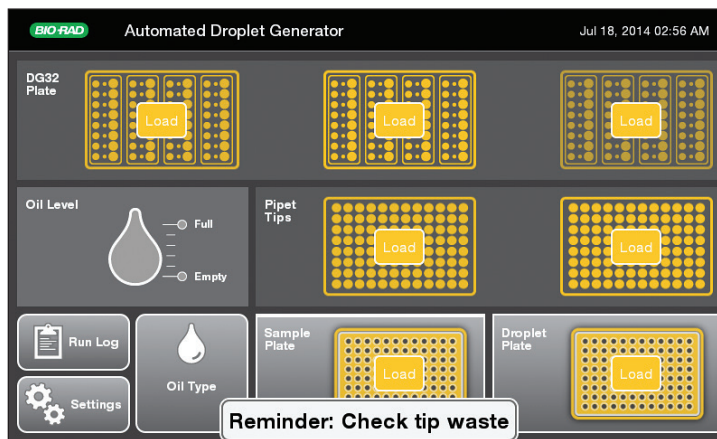 BIO-RAD
Automated Droplet Generator
Jul 18, 2014 02:56 AM
DG32
Plate
Load
Load
Load
Oil Level
Full
Empty
Pipet
Tips
Load
Load
Run Log
Settings
Oil Type
Sample
Plate
Load
Droplet
Plate
Load
Reminder: Check tip waste